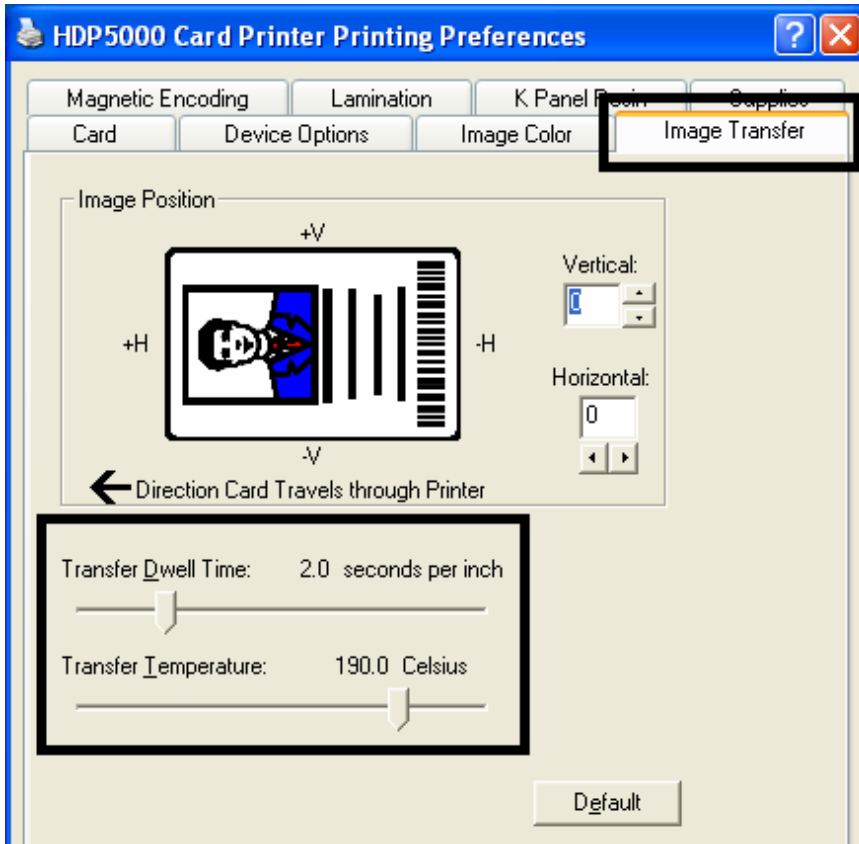 HDP5000 Card Printer Printing Preferences
Magnetic Encoding Lamination K Panel Resin Supplies
Card Device Options Image Color Image Transfer
Image Position
+V
Vertical:
0
+H -H
Horizontal:
0
-V
Direction Card Travels through Printer
Transfer Dwell Time: 2.0 seconds per inch
Transfer Temperature: 190.0 Celsius
Default